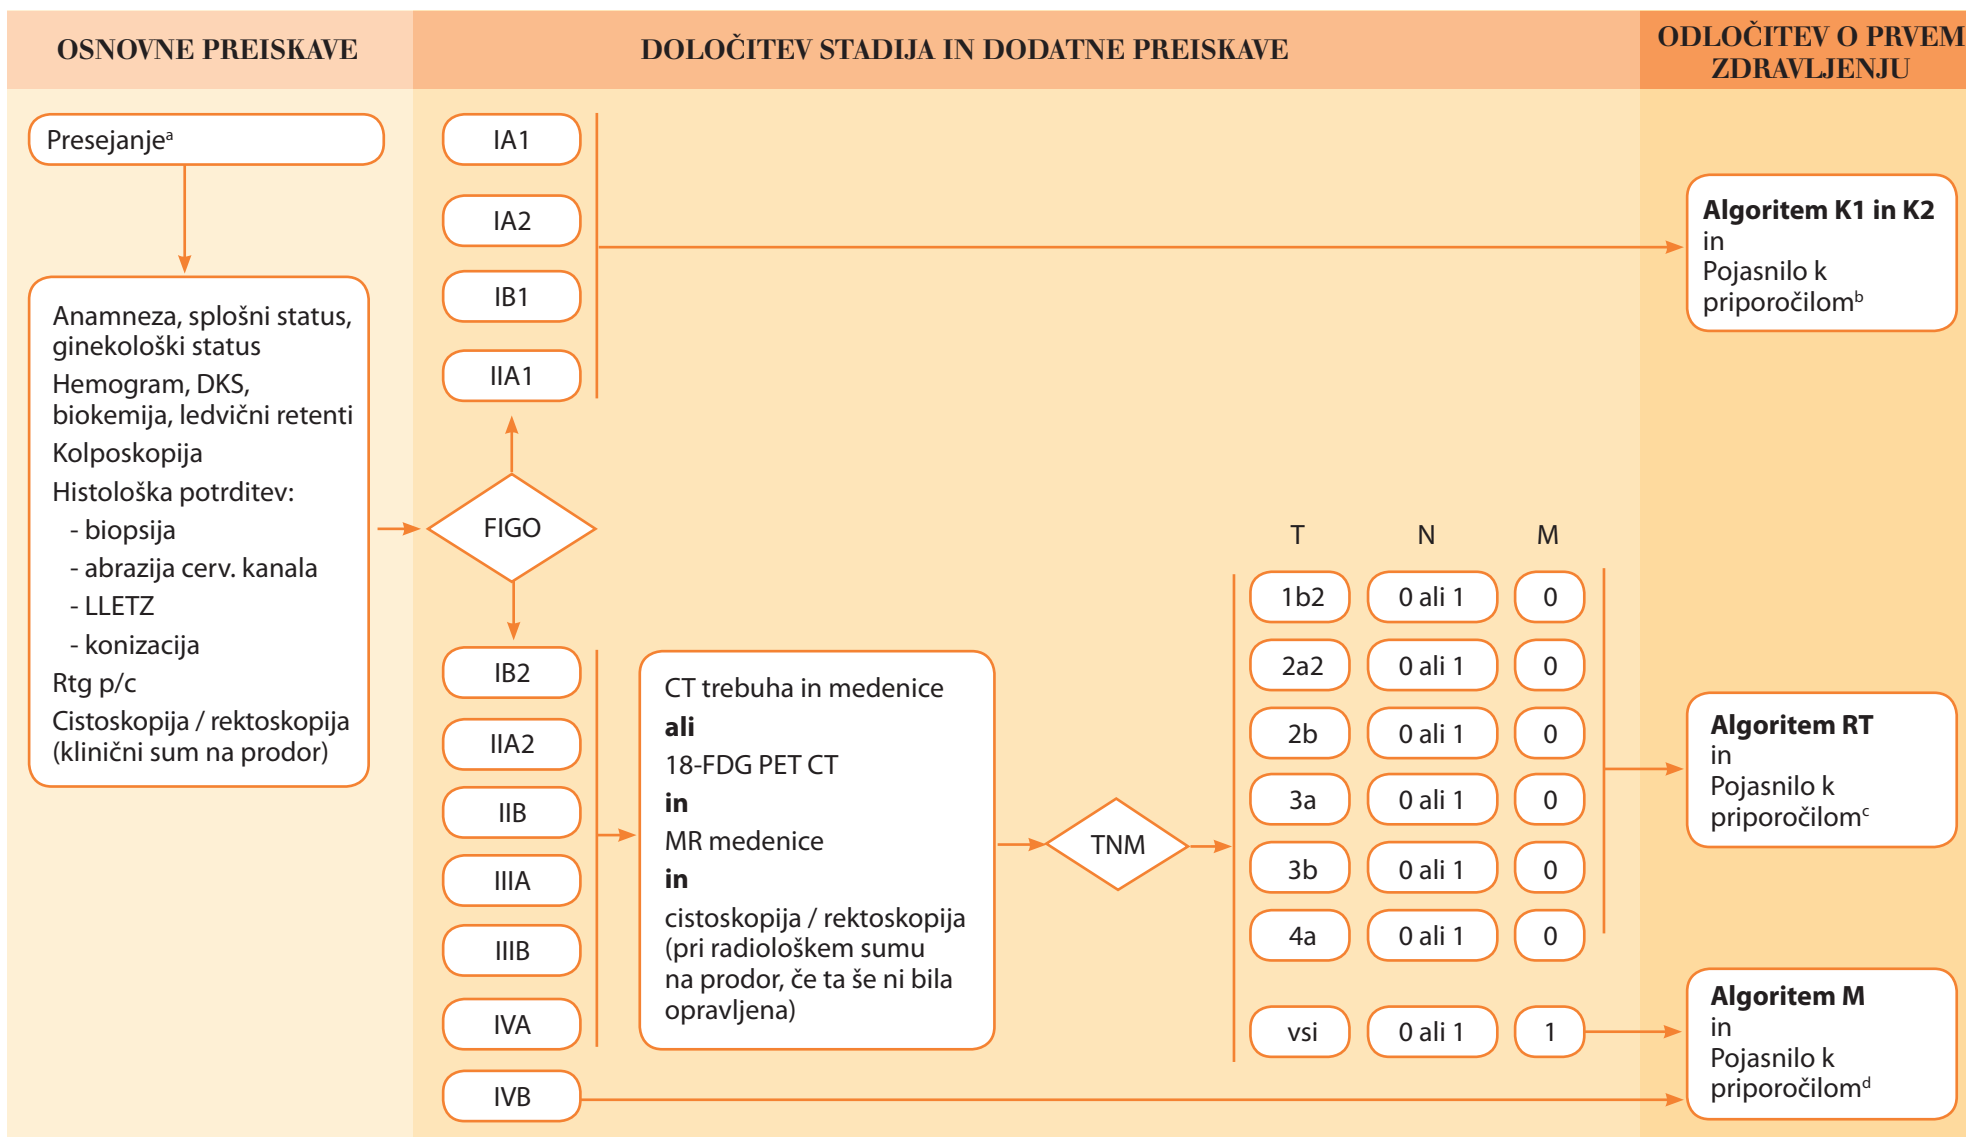 OSNOVNE PREISKAVE
DOLOČITEV STADIJA IN DODATNE PREISKAVE
ODLOČITEV O PRVEM
ZDRAVLJENJU
Presejanjeᵃ
Anamneza, splošni status,
ginekološki status
Hemogram, DKS,
biokemija, ledvični retenti
Kolposkopija
Histološka potrditev:
- biopsija
- abrazija cerv. kanala
- LLETZ
- konizacija
Rtg p/c
Cistoskopija / rektoskopija
(klinični sum na prodor)
IA1
IA2
IB1
IIA1
FIGO
IB2
IIA2
IIB
IIIA
IIIB
IVA
IVB
CT trebuha in medenice
ali
18-FDG PET CT
in
MR medenice
in
cistoskopija / rektoskopija
(pri radiološkem sumu
na prodor, če ta še ni bila
opravljena)
TNM
T N M
1b2 0 ali 1 0
2a2 0 ali 1 0
2b 0 ali 1 0
3a 0 ali 1 0
3b 0 ali 1 0
4a 0 ali 1 0
vsi 0 ali 1 1
Algoritem K1 in K2
in
Pojasnilo k
priporočilomᵇ
Algoritem RT
in
Pojasnilo k
priporočilomᶜ
Algoritem M
in
Pojasnilo k
priporočilomᵈ